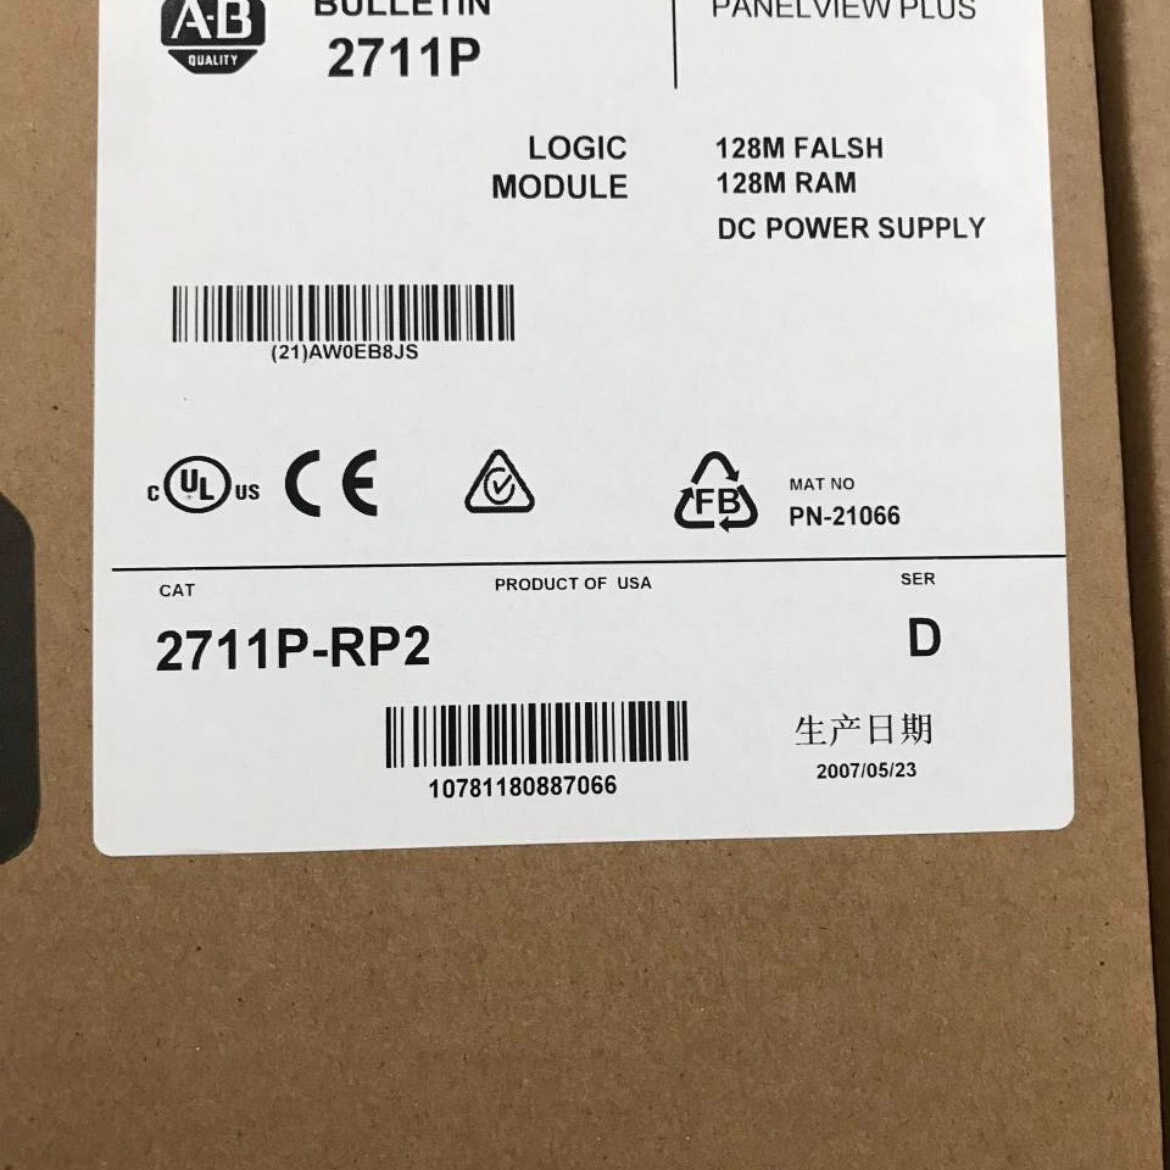 A-B
QUALITY
BULLETIN
2711P
PANELVIEW PLUS
LOGIC
MODULE
128M FALSH
128M RAM
DC POWER SUPPLY
(21)AW0EB8JS
C UL US CE
FB
MAT NO
PN-21066
CAT
PRODUCT OF USA
SER
2711P-RP2
D
10781180887066
生产日期
2007/05/23